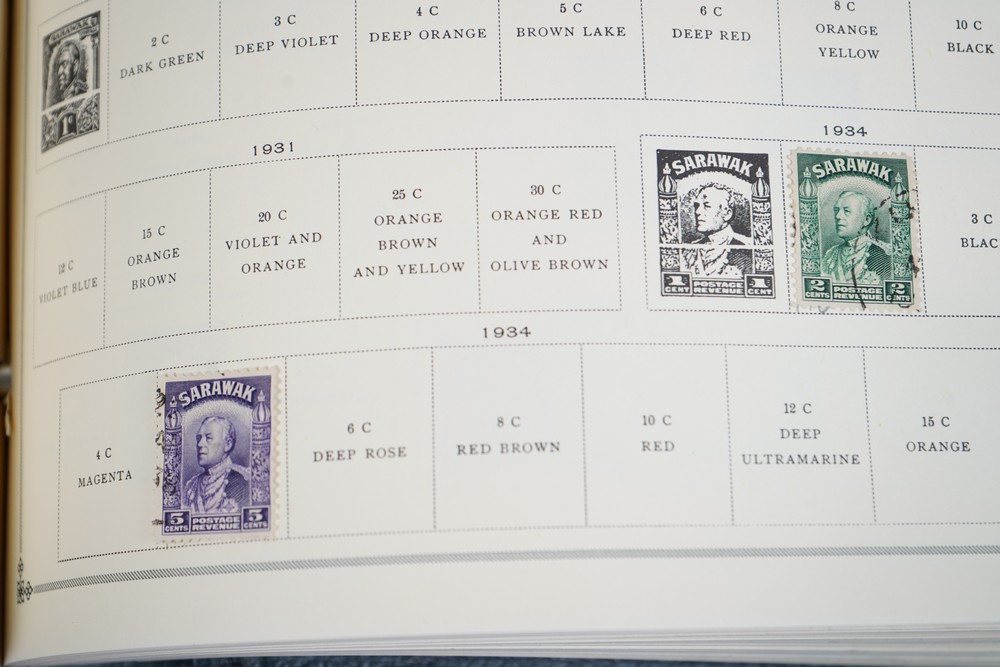 SARAWAK
1c
2 C
DARK GREEN
3 C
DEEP VIOLET
4 C
DEEP ORANGE
5 C
BROWN LAKE
6 C
DEEP RED
8 C
ORANGE
YELLOW
10 C
BLACK
1931
12 C
VIOLET BLUE
15 C
ORANGE
BROWN
20 C
VIOLET AND
ORANGE
25 C
ORANGE
BROWN
AND YELLOW
30 C
ORANGE RED
AND
OLIVE BROWN
1934
SARAWAK
1 CENT POSTAGE REVENUE 1 CENT
SARAWAK
2 CENTS POSTAGE REVENUE 2 CENTS
3 C
BLAC
1934
4 C
MAGENTA
SARAWAK
5 CENTS POSTAGE REVENUE 5 CENTS
6 C
DEEP ROSE
8 C
RED BROWN
10 C
RED
12 C
DEEP
ULTRAMARINE
15 C
ORANGE